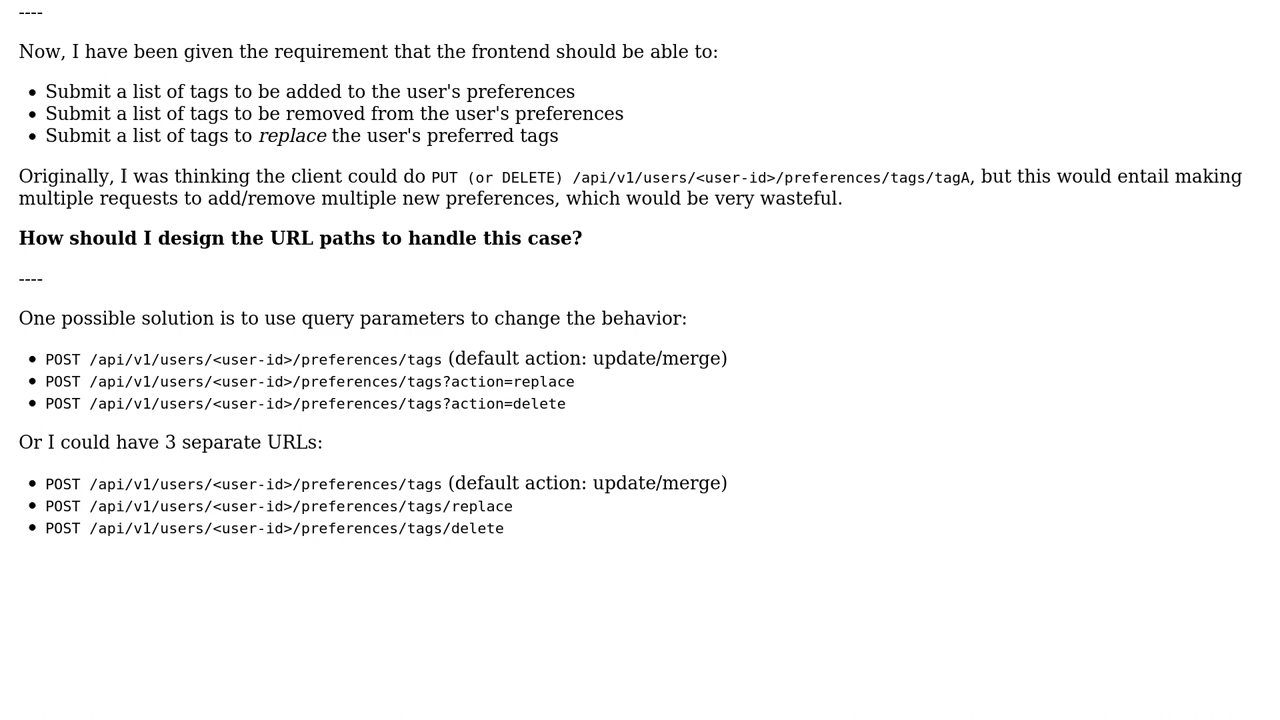 ----
Now, I have been given the requirement that the frontend should be able to:
• Submit a list of tags to be added to the user's preferences
• Submit a list of tags to be removed from the user's preferences
• Submit a list of tags to replace the user's preferred tags
Originally, I was thinking the client could do PUT (or DELETE) /api/v1/users/<user-id>/preferences/tags/tagA, but this would entail making
multiple requests to add/remove multiple new preferences, which would be very wasteful.
How should I design the URL paths to handle this case?
----
One possible solution is to use query parameters to change the behavior:
• POST /api/v1/users/<user-id>/preferences/tags (default action: update/merge)
• POST /api/v1/users/<user-id>/preferences/tags?action=replace
• POST /api/v1/users/<user-id>/preferences/tags?action=delete
Or I could have 3 separate URLs:
• POST /api/v1/users/<user-id>/preferences/tags (default action: update/merge)
• POST /api/v1/users/<user-id>/preferences/tags/replace
• POST /api/v1/users/<user-id>/preferences/tags/delete